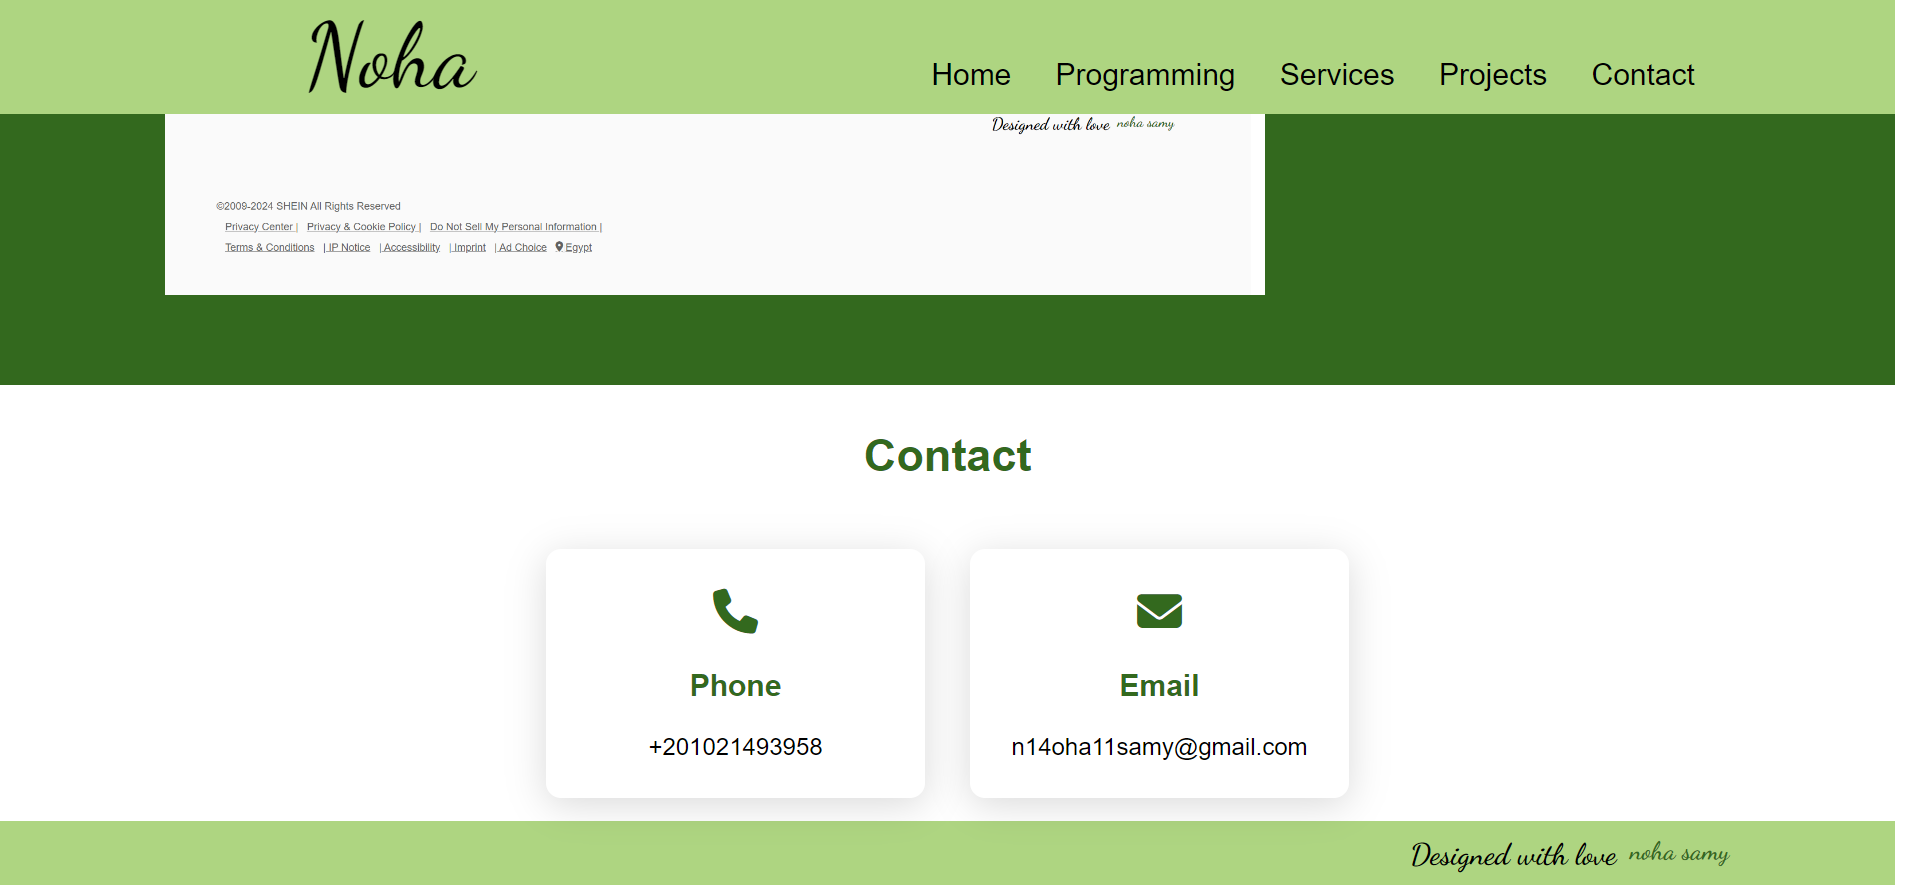 Noha
Home Programming Services Projects Contact
Designed with love noha samy
©2009-2024 SHEIN All Rights Reserved
Privacy Center | Privacy & Cookie Policy | Do Not Sell My Personal Information |
Terms & Conditions | IP Notice | Accessibility | Imprint | Ad Choice Egypt
Contact
Phone
+201021493958
Email
n14oha11samy@gmail.com
Designed with love noha samy